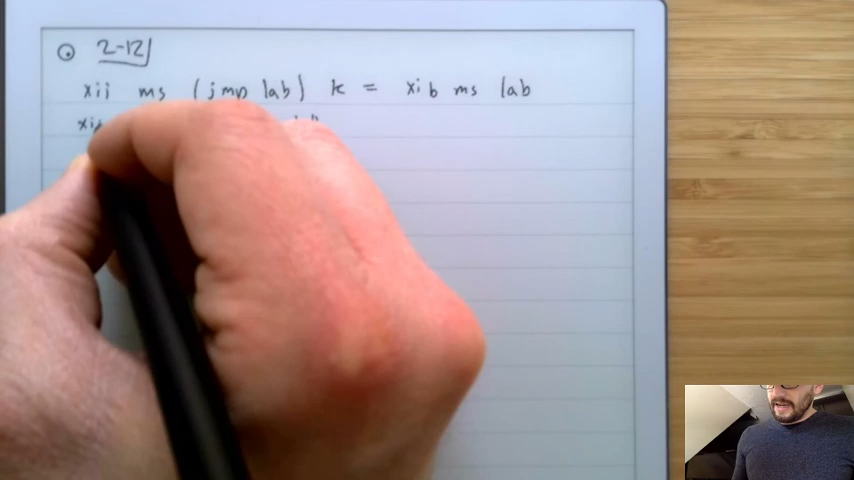 2-12
xii ms (jmp lab) k = xib ms lab